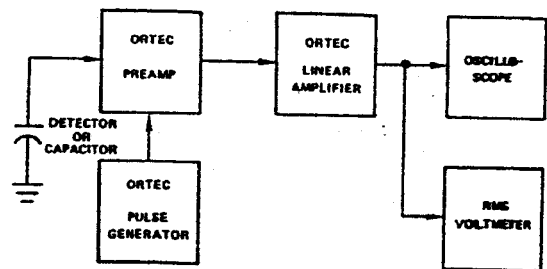 ORTEC
PREAMP
ORTEC
LINEAR
AMPLIFIER
OSCILLO-
SCOPE
DETECTOR
OR
CAPACITOR
ORTEC
PULSE
GENERATOR
RMS
VOLTMETER